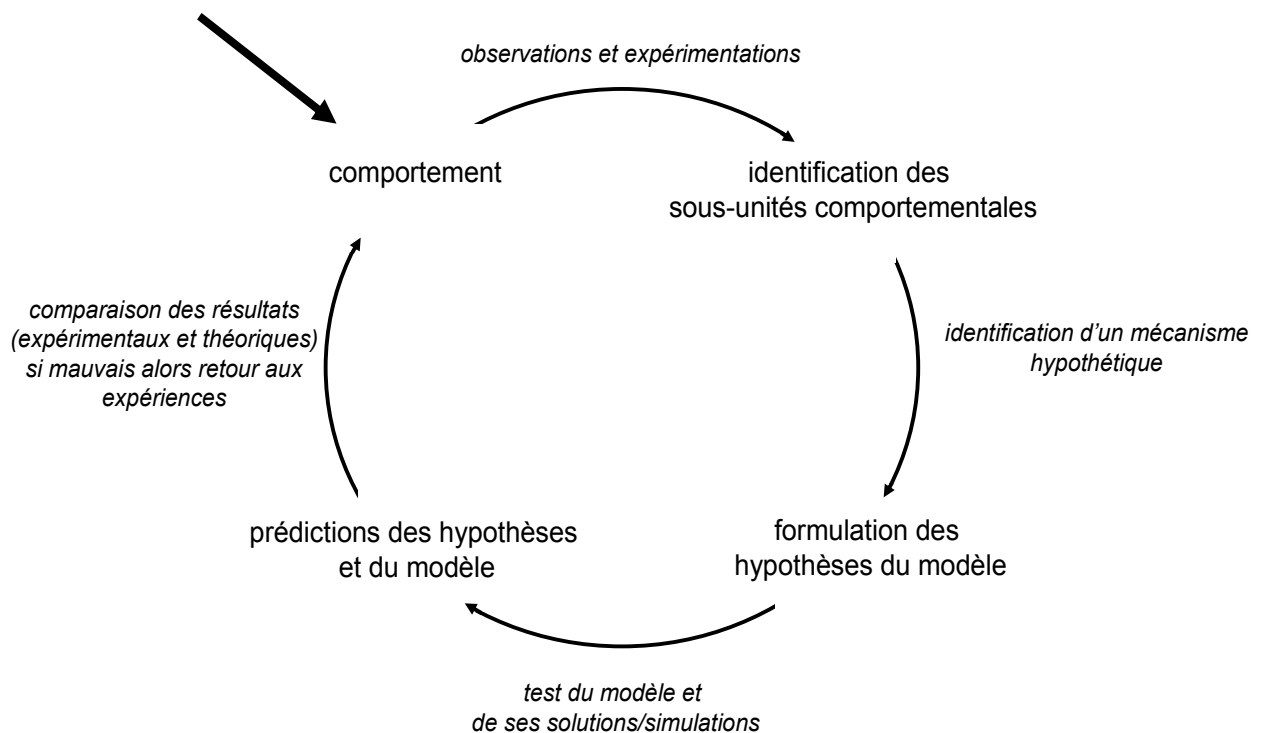 observations et expérimentations
comportement
identification des
sous-unités comportementales
identification d'un mécanisme
hypothétique
formulation des
hypothèses du modèle
test du modèle et
de ses solutions/simulations
prédictions des hypothèses
et du modèle
comparaison des résultats
(expérimentaux et théoriques)
si mauvais alors retour aux
expériences